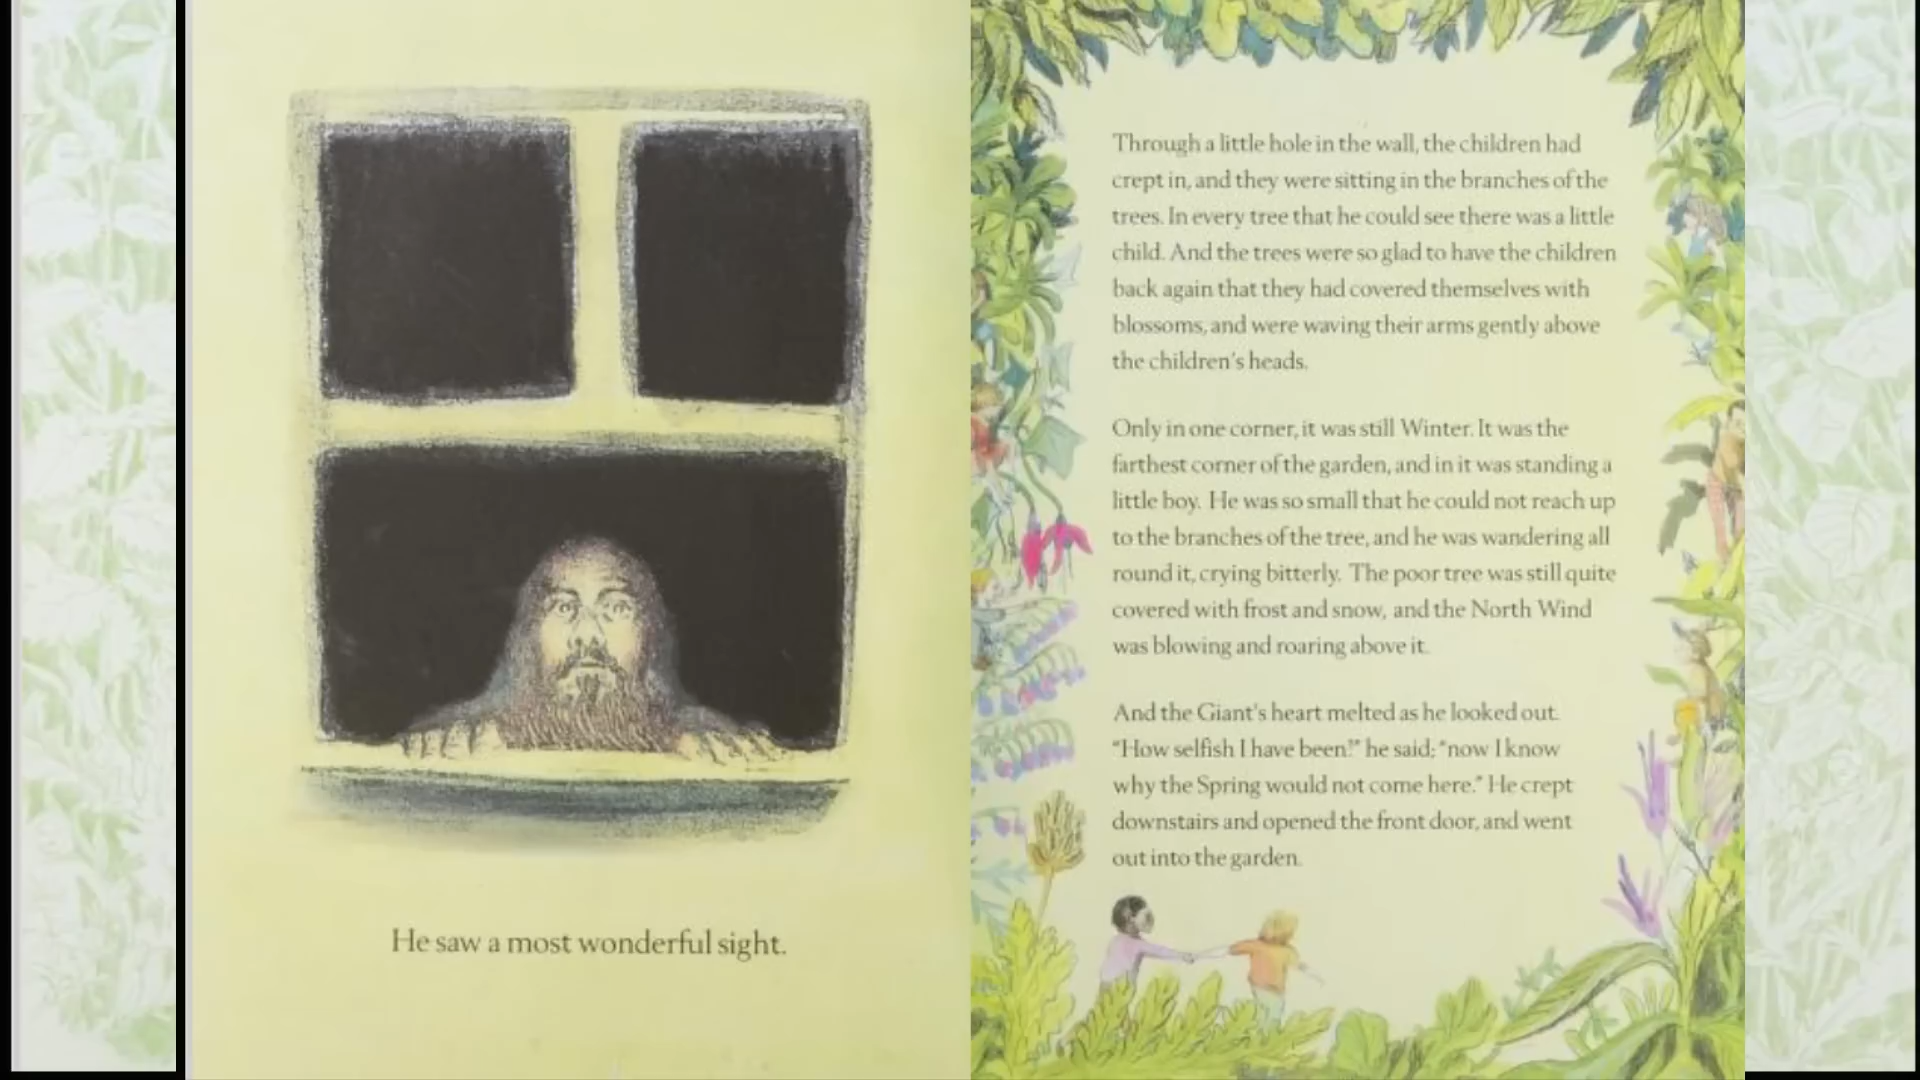 He saw a most wonderful sight.
Through a little hole in the wall, the children had
crept in, and they were sitting in the branches of the
trees. In every tree that he could see there was a little
child. And the trees were so glad to have the children
back again that they had covered themselves with
blossoms, and were waving their arms gently above
the children's heads.
Only in one corner, it was still Winter. It was the
farthest corner of the garden, and in it was standing a
little boy. He was so small that he could not reach up
to the branches of the tree, and he was wandering all
round it, crying bitterly. The poor tree was still quite
covered with frost and snow, and the North Wind
was blowing and roaring above it.
And the Giant's heart melted as he looked out.
"How selfish I have been!" he said; "now I know
why the Spring would not come here." He crept
downstairs and opened the front door, and went
out into the garden.